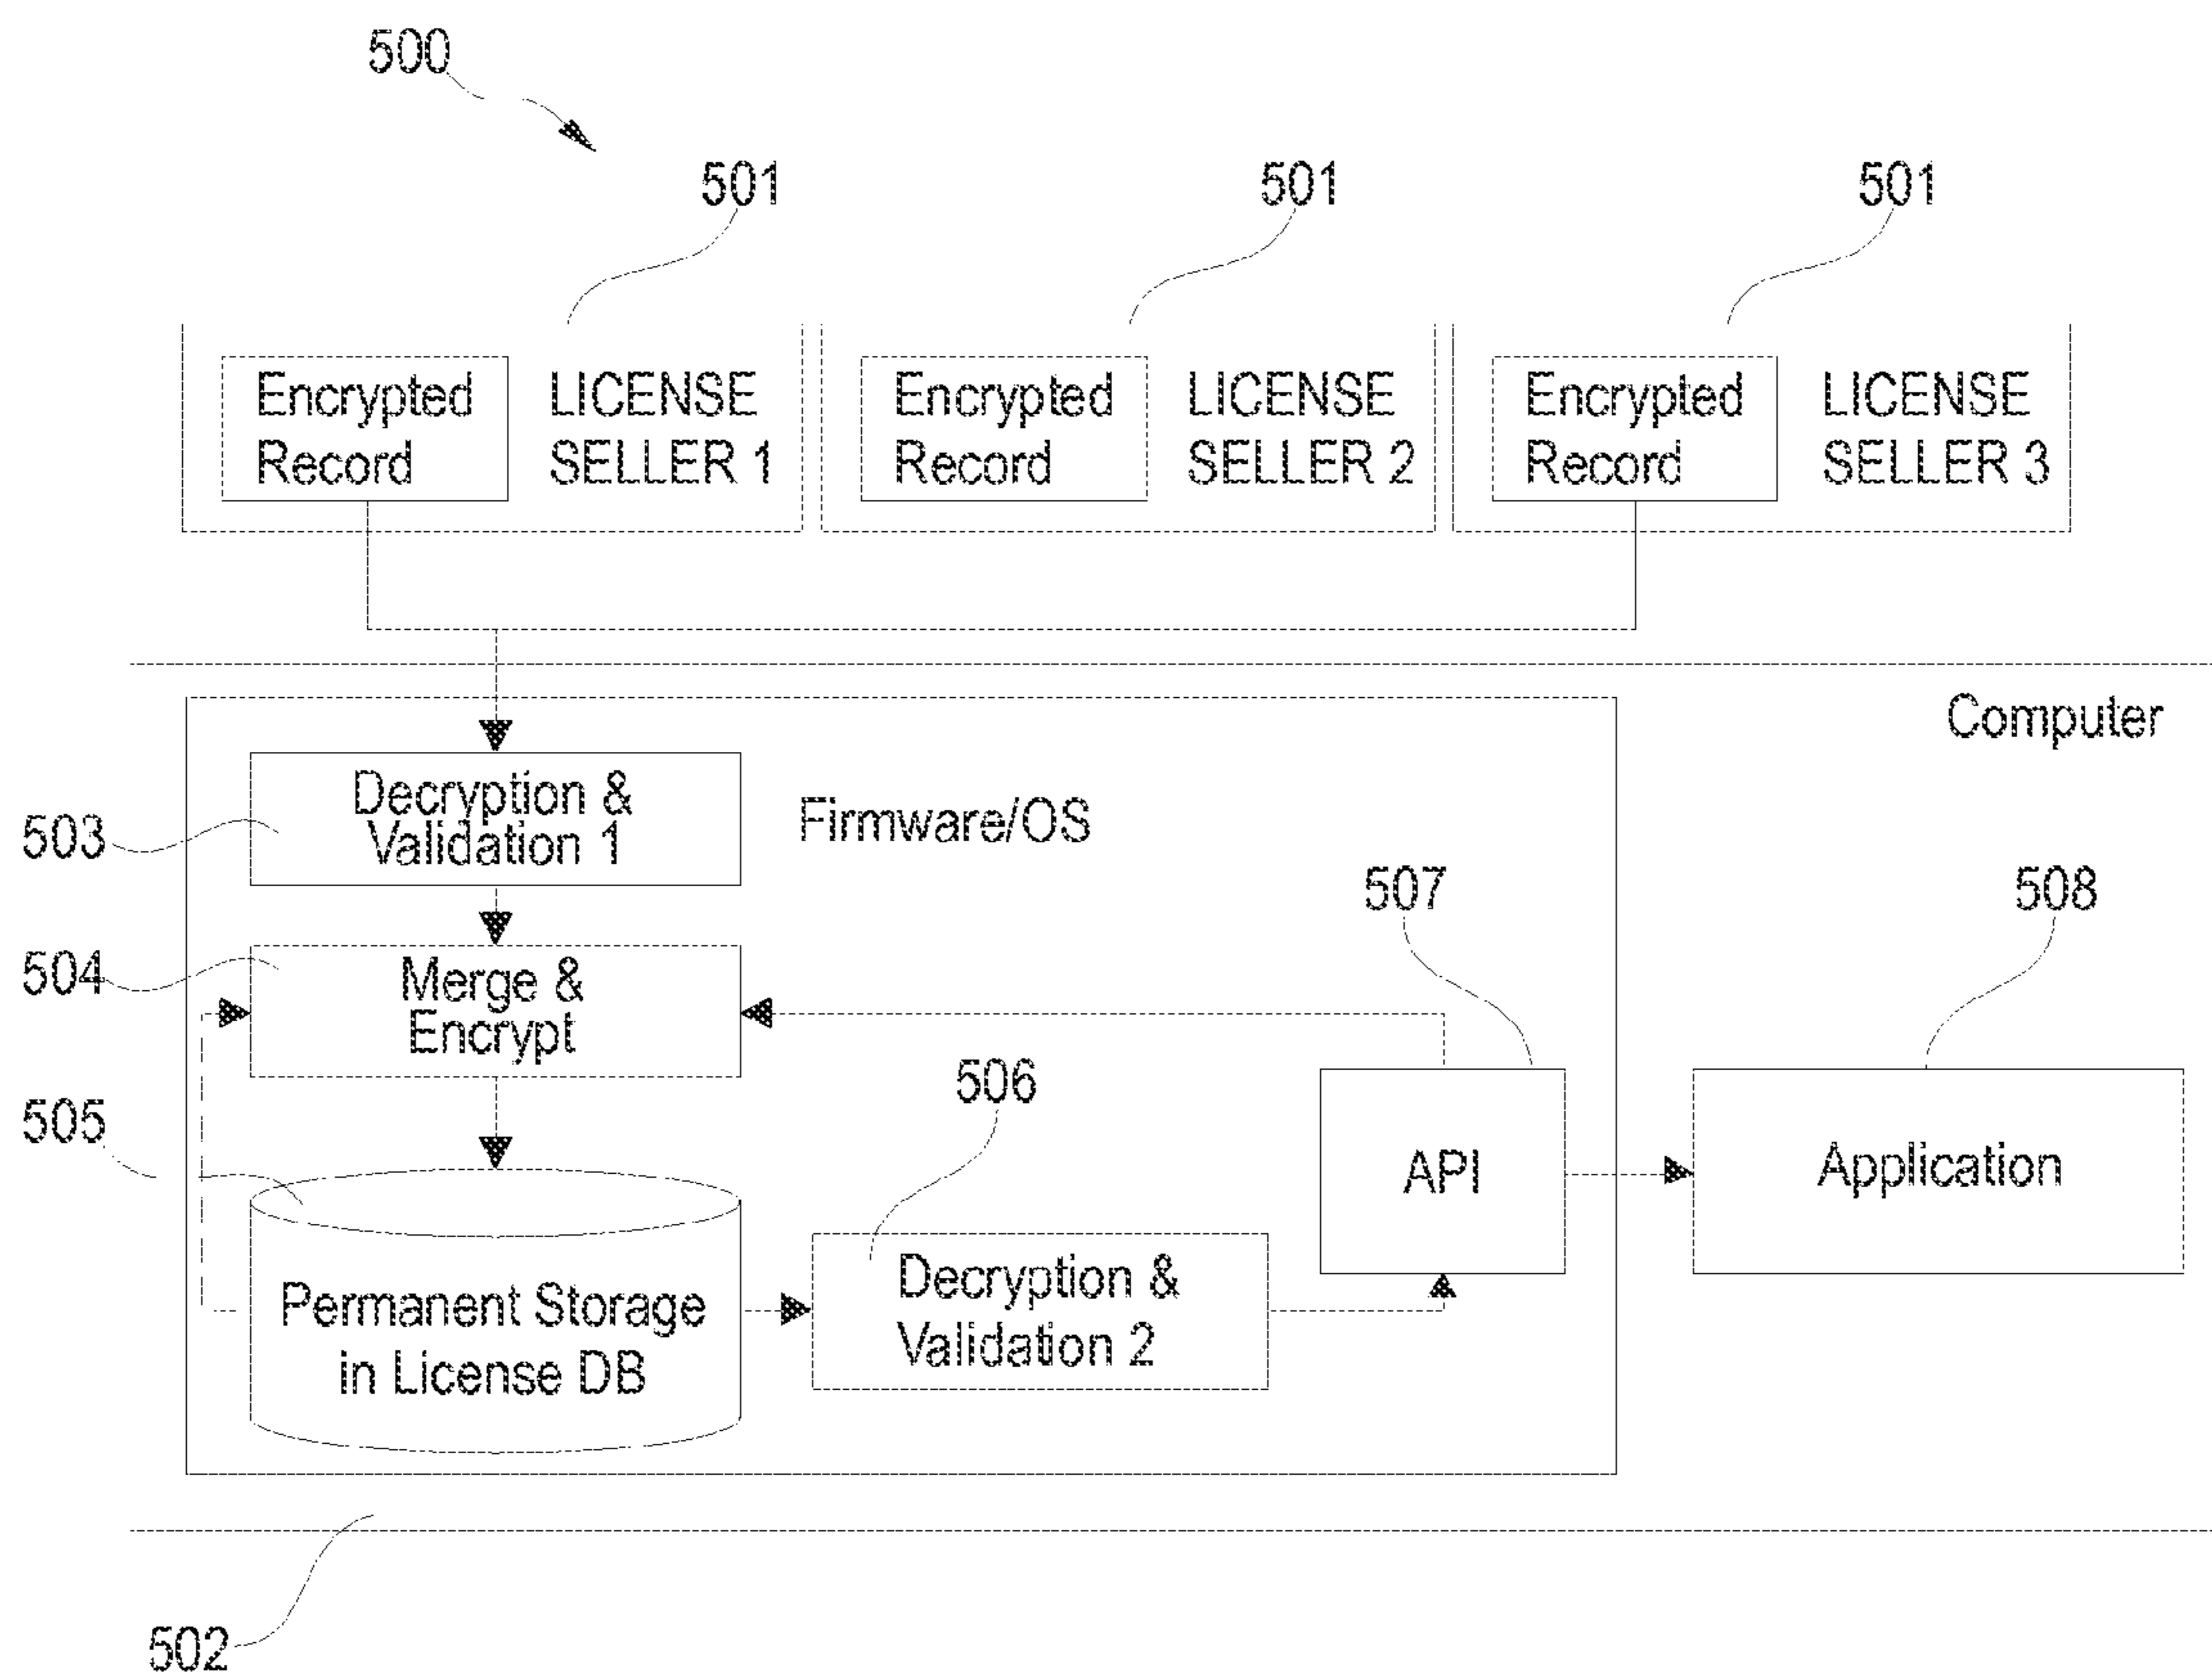 500
501
501
501
Encrypted
Record
LICENSE
SELLER 1
Encrypted
Record
LICENSE
SELLER 2
Encrypted
Record
LICENSE
SELLER 3
Computer
Decryption &
Validation 1
Firmware/OS
503
507
508
504
Merge &
Encrypt
506
505
API
Application
Decryption &
Validation 2
Permanent Storage
in License DB
502